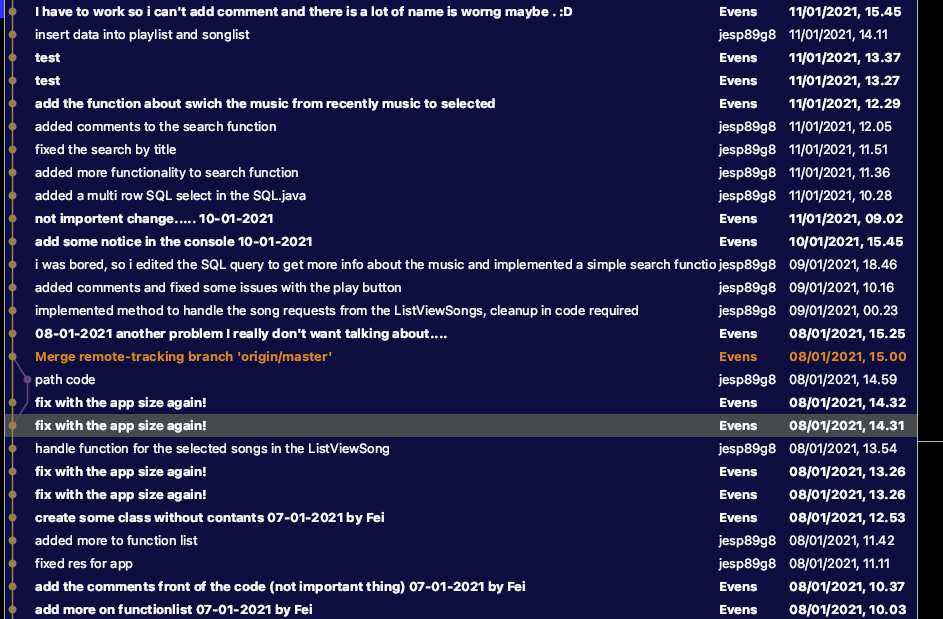 I have to work so i can't add comment and there is a lot of name is worng maybe . :D Evens 11/01/2021, 15.45
insert data into playlist and songlist jesp89g8 11/01/2021, 14.11
test Evens 11/01/2021, 13.37
test Evens 11/01/2021, 13.27
add the function about swich the music from recently music to selected Evens 11/01/2021, 12.29
added comments to the search function jesp89g8 11/01/2021, 12.05
fixed the search by title jesp89g8 11/01/2021, 11.51
added more functionality to search function jesp89g8 11/01/2021, 11.36
added a multi row SQL select in the SQL.java jesp89g8 11/01/2021, 10.28
not importent change..... 10-01-2021 Evens 11/01/2021, 09.02
add some notice in the console 10-01-2021 Evens 10/01/2021, 15.45
i was bored, so i edited the SQL query to get more info about the music and implemented a simple search functio jesp89g8 09/01/2021, 18.46
added comments and fixed some issues with the play button jesp89g8 09/01/2021, 10.16
implemented method to handle the song requests from the ListViewSongs, cleanup in code required jesp89g8 09/01/2021, 00.23
08-01-2021 another problem I really don't want talking about.... Evens 08/01/2021, 15.25
Merge remote-tracking branch 'origin/master' Evens 08/01/2021, 15.00
path code jesp89g8 08/01/2021, 14.59
fix with the app size again! Evens 08/01/2021, 14.32
fix with the app size again! Evens 08/01/2021, 14.31
handle function for the selected songs in the ListViewSong jesp89g8 08/01/2021, 13.54
fix with the app size again! Evens 08/01/2021, 13.26
fix with the app size again! Evens 08/01/2021, 13.26
create some class without contants 07-01-2021 by Fei Evens 08/01/2021, 12.53
added more to function list jesp89g8 08/01/2021, 11.42
fixed res for app jesp89g8 08/01/2021, 11.11
add the comments front of the code (not important thing) 07-01-2021 by Fei Evens 08/01/2021, 10.37
add more on functionlist 07-01-2021 by Fei Evens 08/01/2021, 10.03